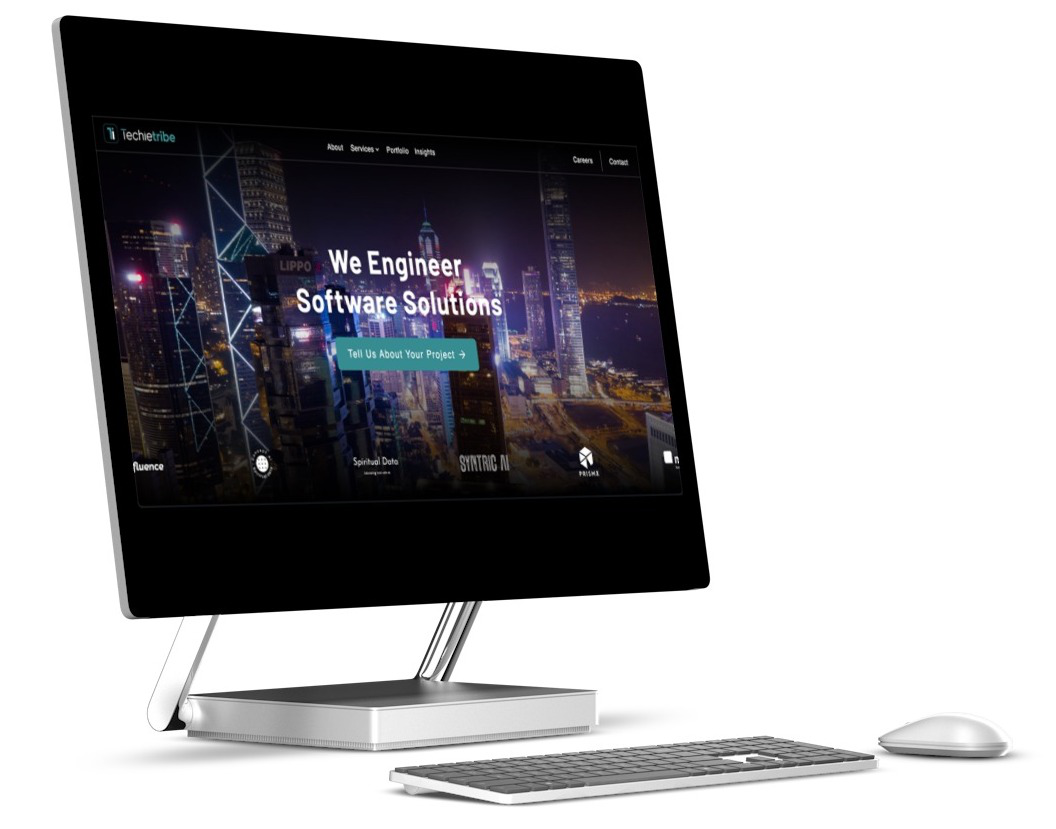 Techietribe
About Services Portfolio Insights
Careers Contact
LIPPO
We Engineer
Software Solutions
Tell Us About Your Project →
fluence
Spiritual Data
SYNTRIC AI
PRISMX